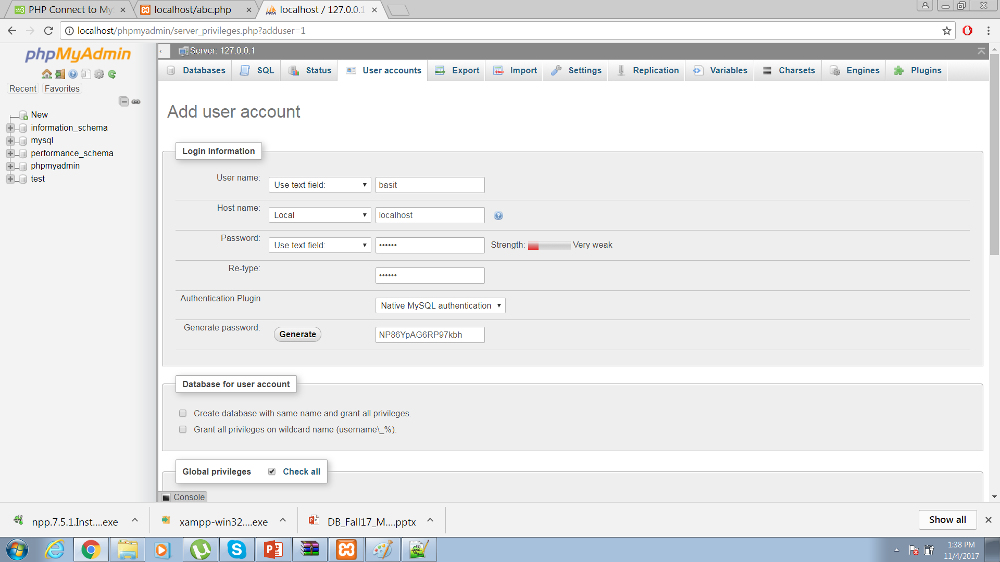 PHP Connect to My
localhost/abc.php
localhost / 127.0.0.1
localhost/phpmyadmin/server_privileges.php?adduser=1
phpMyAdmin
Recent Favorites
New
information_schema
mysql
performance_schema
phpmyadmin
test
Server: 127.0.0.1
Databases SQL Status User accounts Export Import Settings Replication Variables Charsets Engines Plugins
Add user account
Login Information
User name: Use text field: basit
Host name: Local localhost
Password: Use text field: •••••• Strength: Very weak
Re-type: ••••••
Authentication Plugin Native MySQL authentication
Generate password: Generate NP86YpAG6RP97kbh
Database for user account
Create database with same name and grant all privileges.
Grant all privileges on wildcard name (username\_%).
Global privileges Check all
Console
npp.7.5.1.Inst....exe xampp-win32....exe DB_Fall17_M....pptx Show all
1:38 PM
11/4/2017